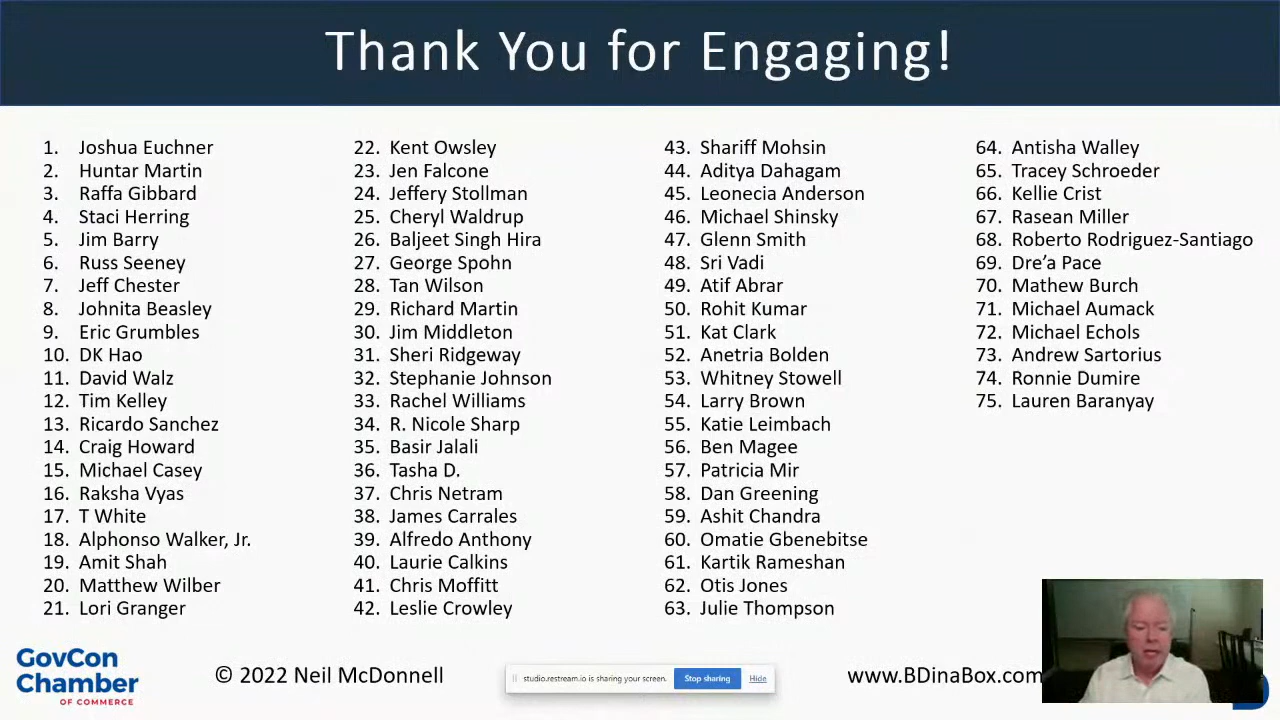 Thank You for Engaging!
1. Joshua Euchner
2. Huntar Martin
3. Raffa Gibbard
4. Staci Herring
5. Jim Barry
6. Russ Seeney
7. Jeff Chester
8. Johnita Beasley
9. Eric Grumbles
10. DK Hao
11. David Walz
12. Tim Kelley
13. Ricardo Sanchez
14. Craig Howard
15. Michael Casey
16. Raksha Vyas
17. T White
18. Alphonso Walker, Jr.
19. Amit Shah
20. Matthew Wilber
21. Lori Granger
22. Kent Owsley
23. Jen Falcone
24. Jeffery Stollman
25. Cheryl Waldrup
26. Baljeet Singh Hira
27. George Spohn
28. Tan Wilson
29. Richard Martin
30. Jim Middleton
31. Sheri Ridgeway
32. Stephanie Johnson
33. Rachel Williams
34. R. Nicole Sharp
35. Basir Jalali
36. Tasha D.
37. Chris Netram
38. James Carrales
39. Alfredo Anthony
40. Laurie Calkins
41. Chris Moffitt
42. Leslie Crowley
43. Shariff Mohsin
44. Aditya Dahagam
45. Leonecia Anderson
46. Michael Shinsky
47. Glenn Smith
48. Sri Vadi
49. Atif Abrar
50. Rohit Kumar
51. Kat Clark
52. Anetria Bolden
53. Whitney Stowell
54. Larry Brown
55. Katie Leimbach
56. Ben Magee
57. Patricia Mir
58. Dan Greening
59. Ashit Chandra
60. Omatie Gbenebitse
61. Kartik Rameshan
62. Otis Jones
63. Julie Thompson
64. Antisha Walley
65. Tracey Schroeder
66. Kellie Crist
67. Rasean Miller
68. Roberto Rodriguez-Santiago
69. Dre’a Pace
70. Mathew Burch
71. Michael Aumack
72. Michael Echols
73. Andrew Sartorius
74. Ronnie Dumire
75. Lauren Baranyay
GovCon
Chamber
OF COMMERCE
© 2022 Neil McDonnell
studio.restream.io is sharing your screen.
Stop sharing
Hide
www.BDinaBox.com